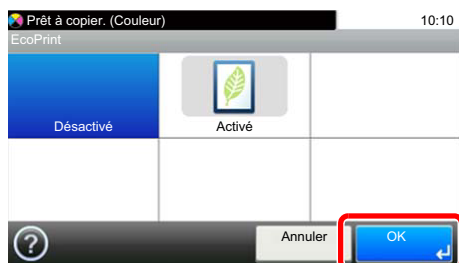 Prêt à copier. (Couleur) 10:10
EcoPrint
Désactivé Activé
? Annuler OK